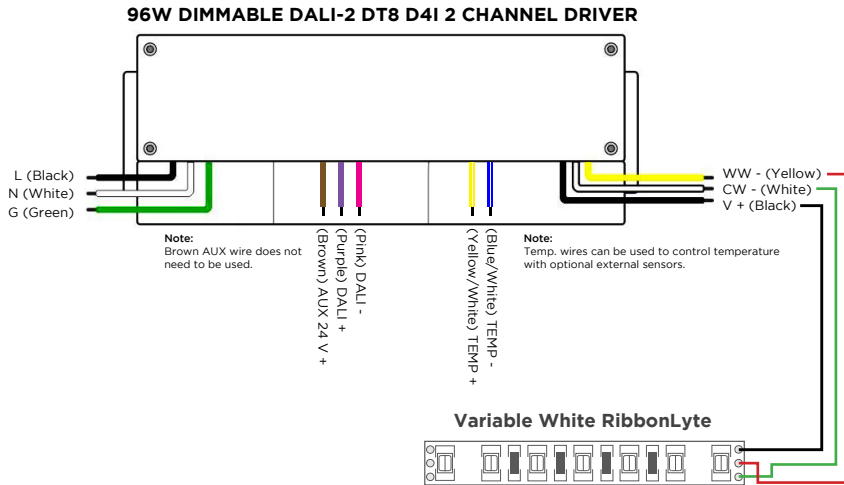 96W DIMMABLE DALI-2 DT8 D4I 2 CHANNEL DRIVER
L (Black)
N (White)
G (Green)
WW - (Yellow)
CW - (White)
V + (Black)
Note:
Brown AUX wire does not
need to be used.
(Brown) AUX 24 V +
(Purple) DALI +
(Pink) DALI -
(Yellow/White) TEMP +
(Blue/White) TEMP -
Note:
Temp. wires can be used to control temperature
with optional external sensors.
Variable White RibbonLyte